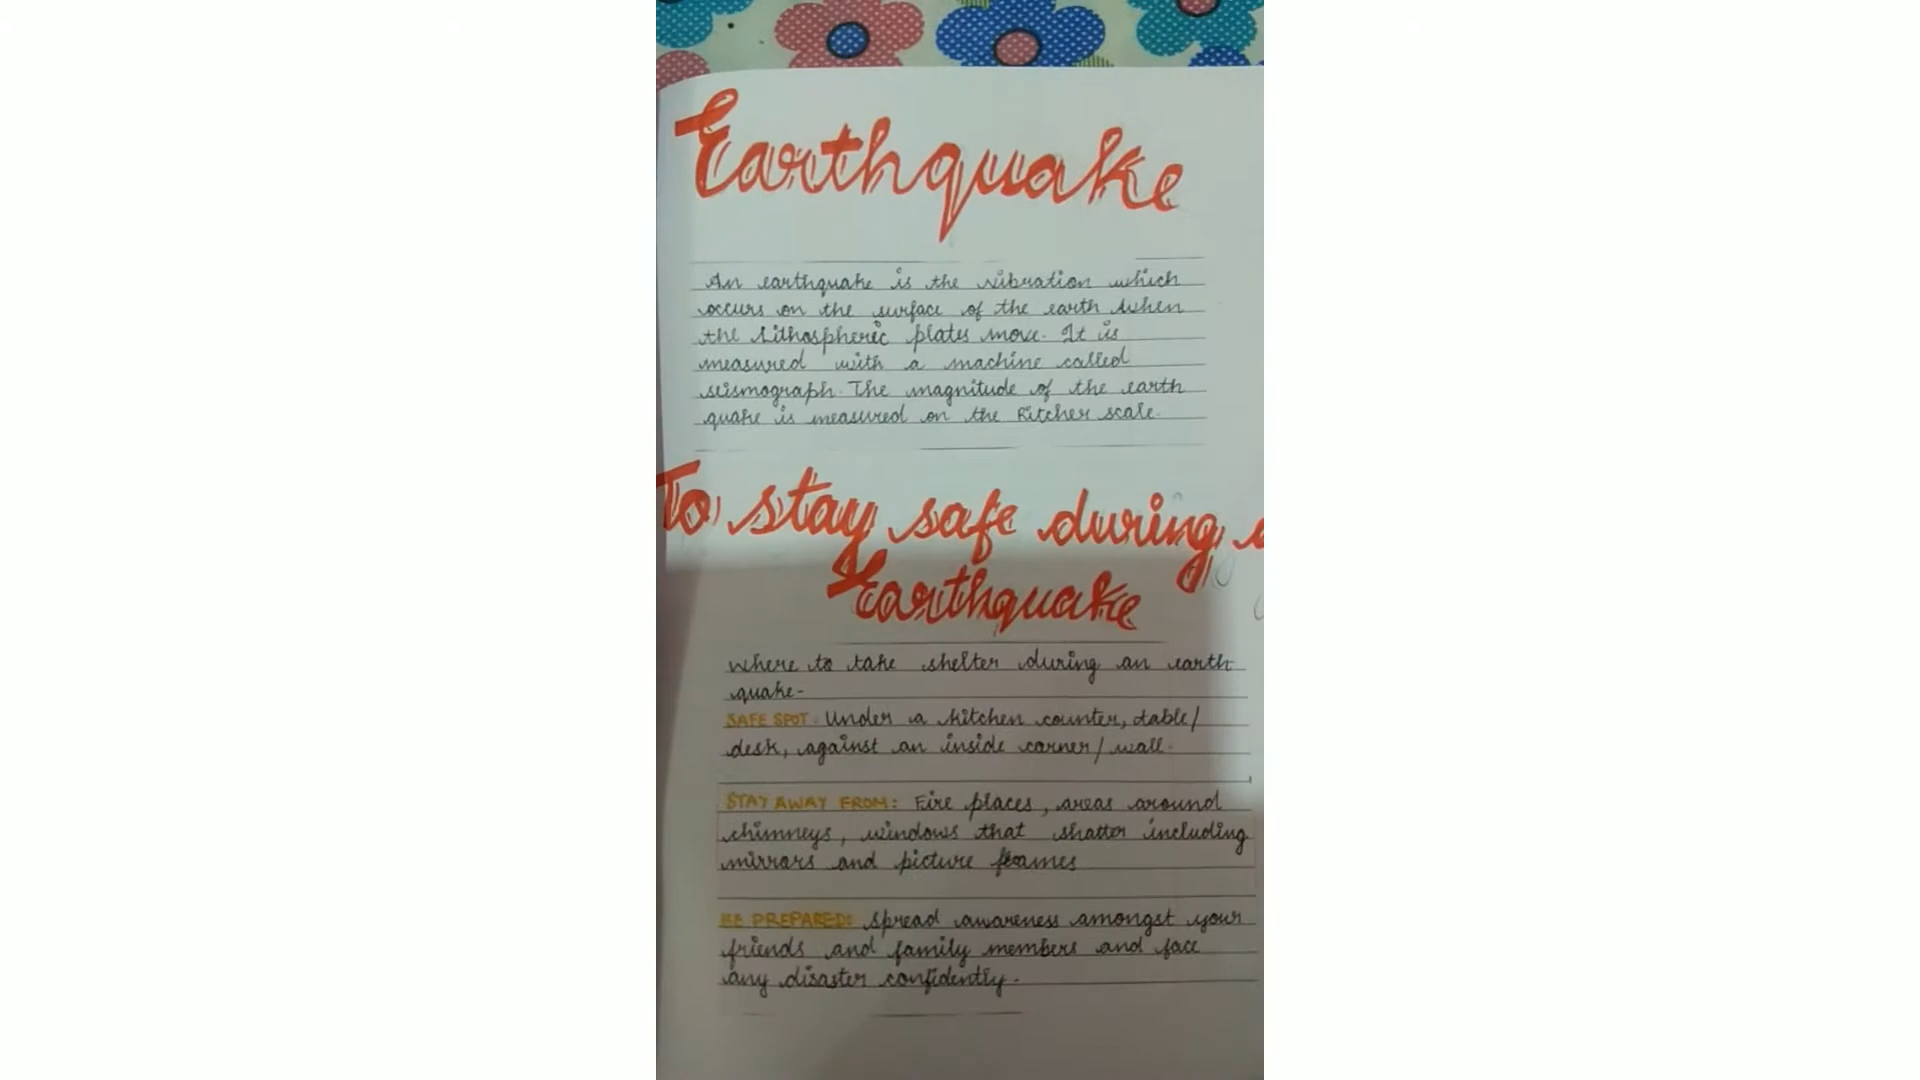 Earthquake
An earthquake is the vibration which
occurs on the surface of the earth when
the Lithospheric plates move. It is
measured with a machine called
seismograph. The magnitude of the earth
quake is measured on the Ritcher scale.
To stay safe during
Earthquake
Where to take shelter during an earth
quake-
SAFE SPOT: Under a kitchen counter, table/
desk, against an inside corner/wall.
STAY AWAY FROM: Fire places, areas around
chimneys, windows that shatter including
mirrors and picture frames
BE PREPARED: Spread awareness amongst your
friends and family members and face
any disaster confidently.